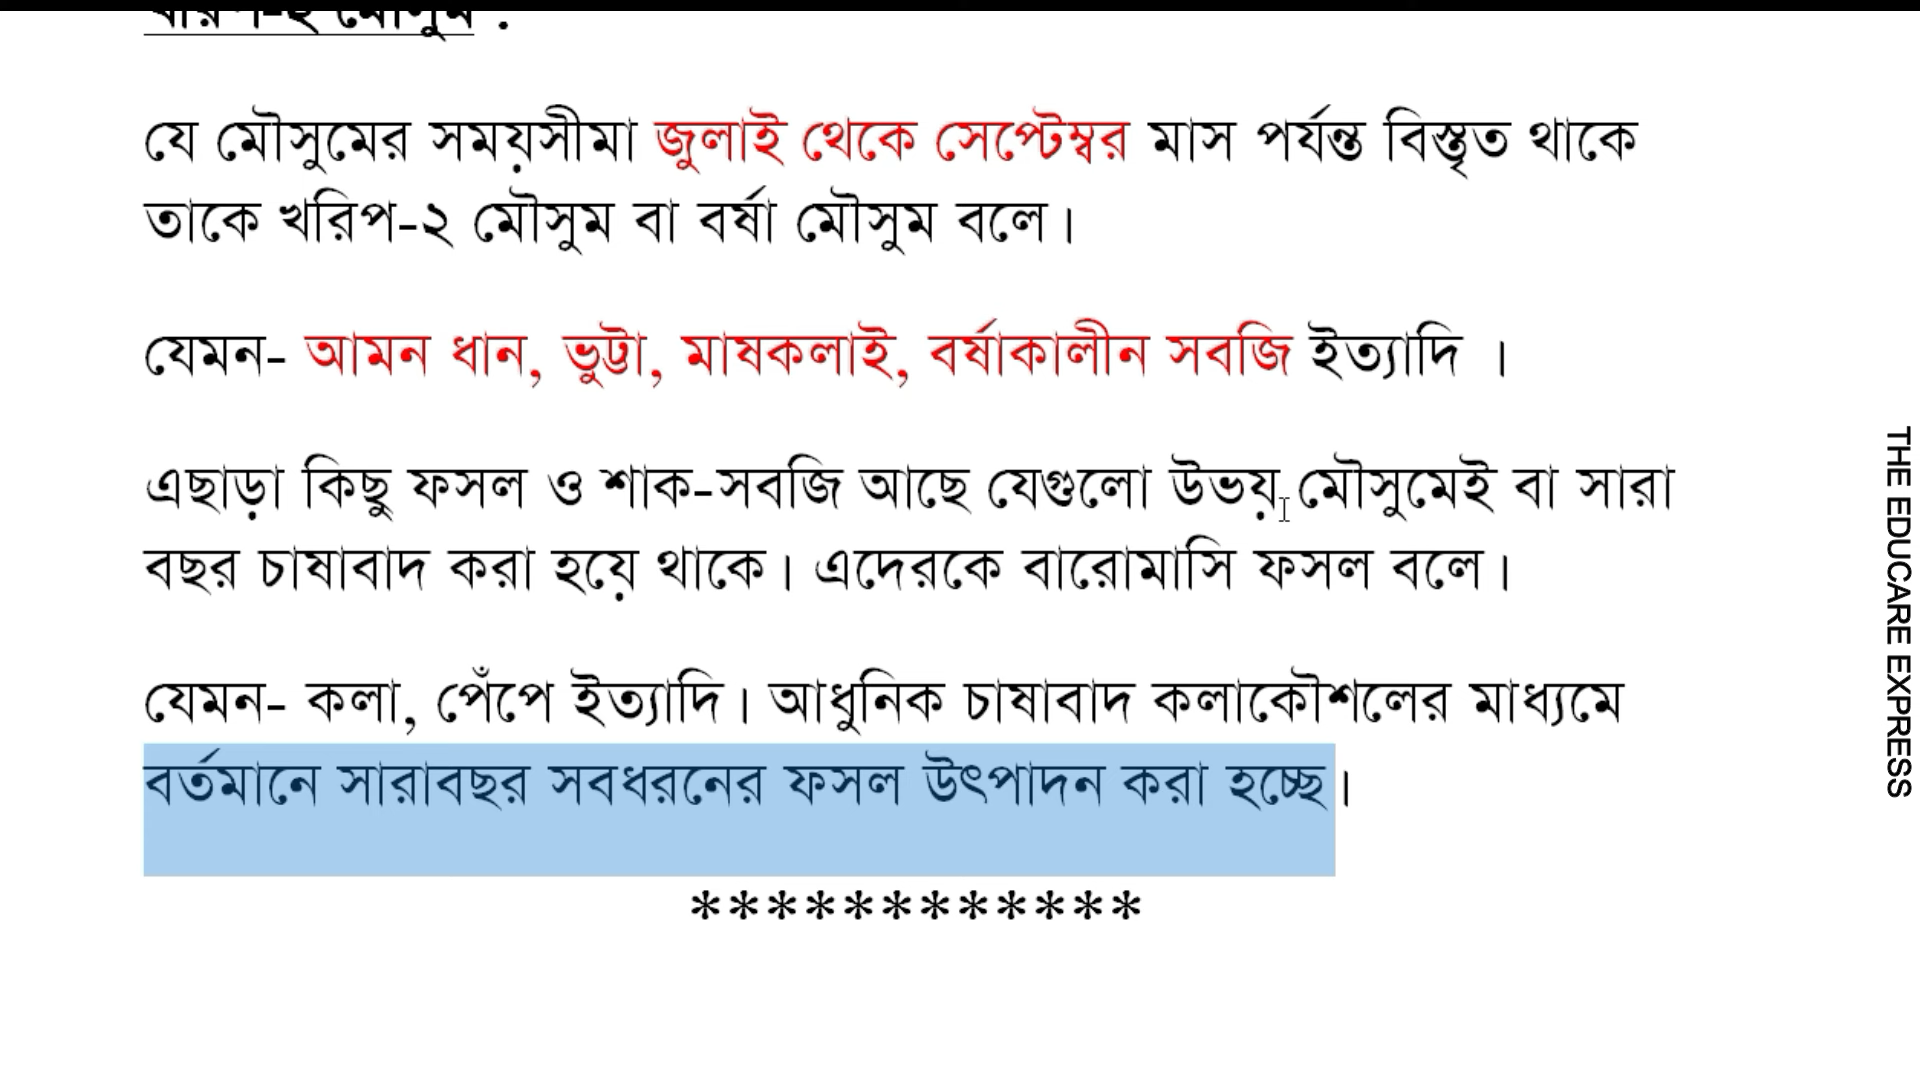 খরিপ-২ মৌসুম :
যে মৌসুমের সময়সীমা জুলাই থেকে সেপ্টেম্বর মাস পর্যন্ত বিস্তৃত থাকে
তাকে খরিপ-২ মৌসুম বা বর্ষা মৌসুম বলে।
যেমন- আমন ধান, ভুট্টা, মাষকলাই, বর্ষাকালীন সবজি ইত্যাদি ।
এছাড়া কিছু ফসল ও শাক-সবজি আছে যেগুলো উভয় মৌসুমেই বা সারা
বছর চাষাবাদ করা হয়ে থাকে। এদেরকে বারোমাসি ফসল বলে।
যেমন- কলা, পেঁপে ইত্যাদি। আধুনিক চাষাবাদ কলাকৌশলের মাধ্যমে
বর্তমানে সারাবছর সবধরনের ফসল উৎপাদন করা হচ্ছে।
************
THE EDUCARE EXPRESS